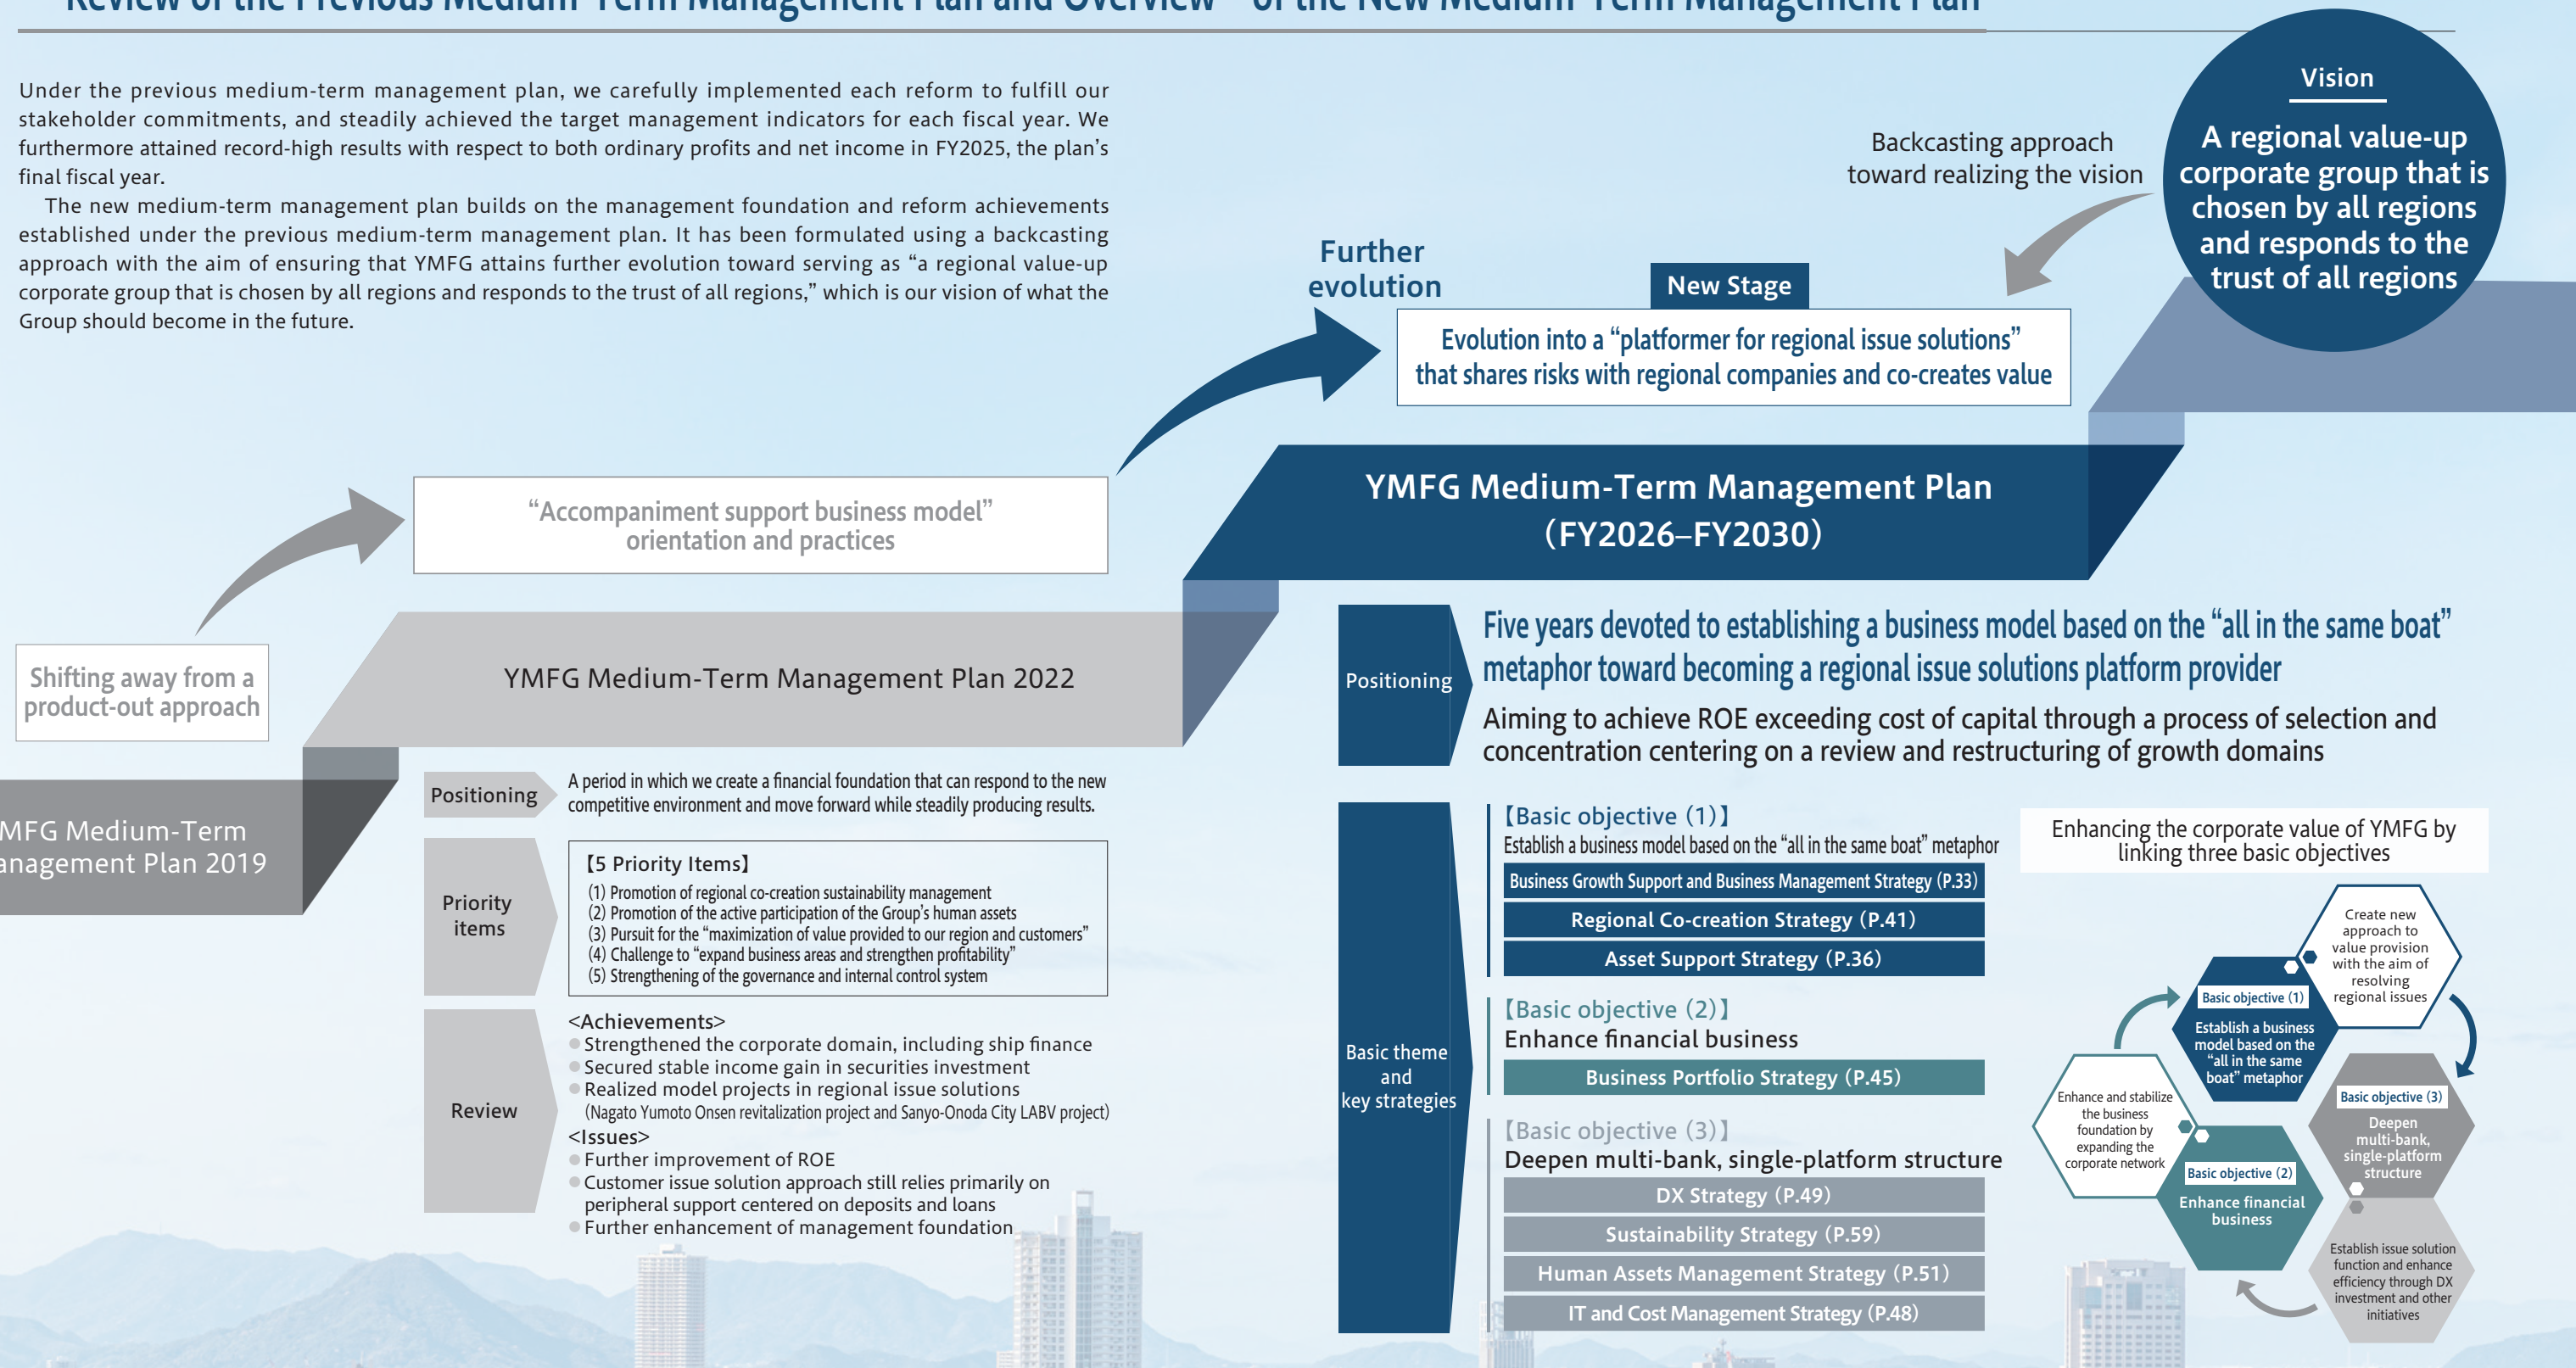 Review of the Previous Medium-Term Management Plan and Overview of the New Medium-Term Management Plan
Under the previous medium-term management plan, we carefully implemented each reform to fulfill our
stakeholder commitments, and steadily achieved the target management indicators for each fiscal year. We
furthermore attained record-high results with respect to both ordinary profits and net income in FY2025, the plan’s
final fiscal year.
The new medium-term management plan builds on the management foundation and reform achievements
established under the previous medium-term management plan. It has been formulated using a backcasting
approach with the aim of ensuring that YMFG attains further evolution toward serving as “a regional value-up
corporate group that is chosen by all regions and responds to the trust of all regions,” which is our vision of what the
Group should become in the future.
Vision
A regional value-up
corporate group that is
chosen by all regions
and responds to the
trust of all regions
Backcasting approach
toward realizing the vision
Further
evolution
New Stage
Evolution into a “platformer for regional issue solutions”
that shares risks with regional companies and co-creates value
“Accompaniment support business model”
orientation and practices
Shifting away from a
product-out approach
MFG Medium-Term
anagement Plan 2019
YMFG Medium-Term Management Plan 2022
Positioning
A period in which we create a financial foundation that can respond to the new
competitive environment and move forward while steadily producing results.
Priority
items
【5 Priority Items】
(1) Promotion of regional co-creation sustainability management
(2) Promotion of the active participation of the Group’s human assets
(3) Pursuit for the “maximization of value provided to our region and customers”
(4) Challenge to “expand business areas and strengthen profitability”
(5) Strengthening of the governance and internal control system
Review
<Achievements>
● Strengthened the corporate domain, including ship finance
● Secured stable income gain in securities investment
● Realized model projects in regional issue solutions
(Nagato Yumoto Onsen revitalization project and Sanyo-Onoda City LABV project)
<Issues>
● Further improvement of ROE
● Customer issue solution approach still relies primarily on
peripheral support centered on deposits and loans
● Further enhancement of management foundation
YMFG Medium-Term Management Plan
(FY2026–FY2030)
Positioning
Five years devoted to establishing a business model based on the “all in the same boat”
metaphor toward becoming a regional issue solutions platform provider
Aiming to achieve ROE exceeding cost of capital through a process of selection and
concentration centering on a review and restructuring of growth domains
Basic theme
and
key strategies
【Basic objective (1)】
Establish a business model based on the “all in the same boat” metaphor
Business Growth Support and Business Management Strategy (P.33)
Regional Co-creation Strategy (P.41)
Asset Support Strategy (P.36)
【Basic objective (2)】
Enhance financial business
Business Portfolio Strategy (P.45)
【Basic objective (3)】
Deepen multi-bank, single-platform structure
DX Strategy (P.49)
Sustainability Strategy (P.59)
Human Assets Management Strategy (P.51)
IT and Cost Management Strategy (P.48)
Enhancing the corporate value of YMFG by
linking three basic objectives
Create new
approach to
value provision
with the aim of
resolving
regional issues
Basic objective (1)
Establish a business
model based on the
“all in the same
boat” metaphor
Enhance and stabilize
the business
foundation by
expanding the
corporate network
Basic objective (3)
Deepen
multi-bank,
single-platform
structure
Basic objective (2)
Enhance financial
business
Establish issue solution
function and enhance
efficiency through DX
investment and other
initiatives